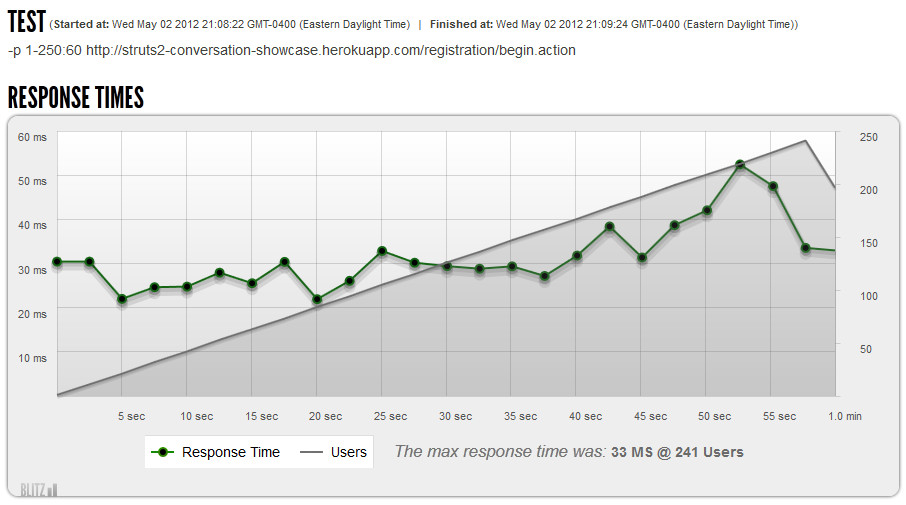 TEST (Started at: Wed May 02 2012 21:08:22 GMT-0400 (Eastern Daylight Time) | Finished at: Wed May 02 2012 21:09:24 GMT-0400 (Eastern Daylight Time))
-p 1-250:60 http://struts2-conversation-showcase.herokuapp.com/registration/begin.action
RESPONSE TIMES
60 ms 250
50 ms 200
40 ms 150
30 ms 100
20 ms 50
10 ms
5 sec 10 sec 15 sec 20 sec 25 sec 30 sec 35 sec 40 sec 45 sec 50 sec 55 sec 1.0 min
Response Time Users The max response time was: 33 MS @ 241 Users
BLITZ